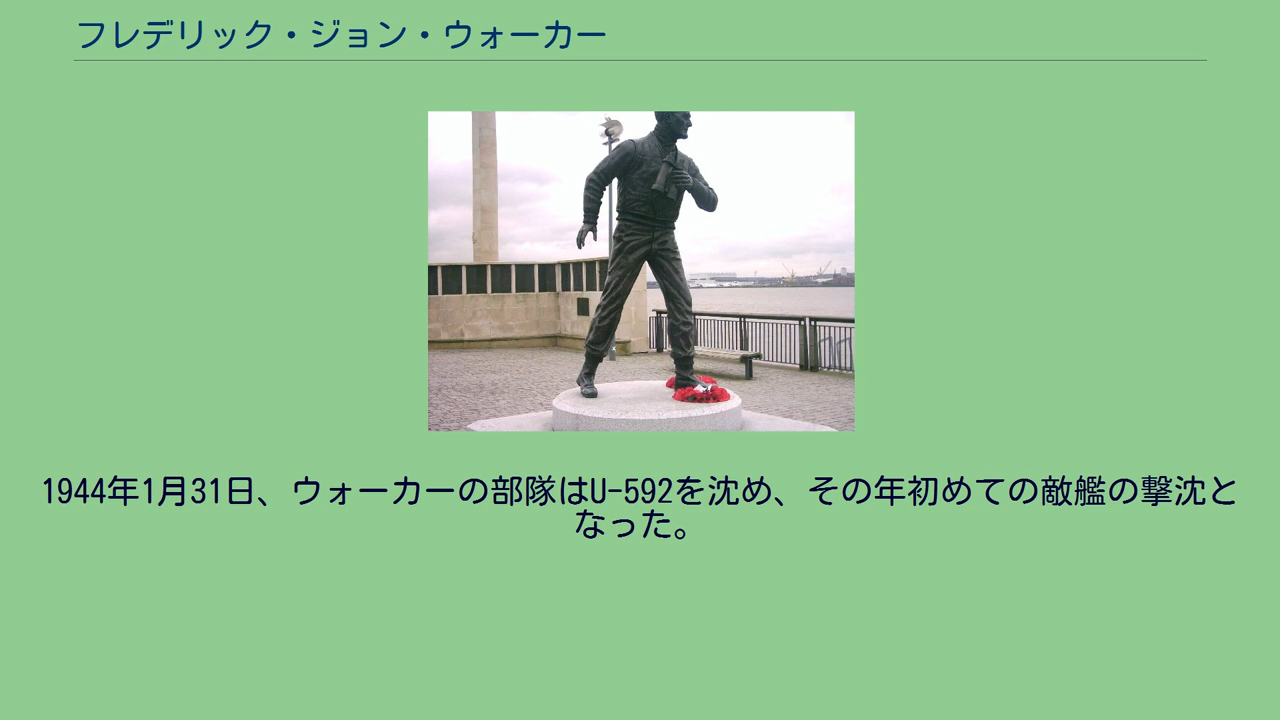 フレデリック・ジョン・ウォーカー
1944年1月31日、ウォーカーの部隊はU-592を沈め、その年初めての敵艦の撃沈と
なった。